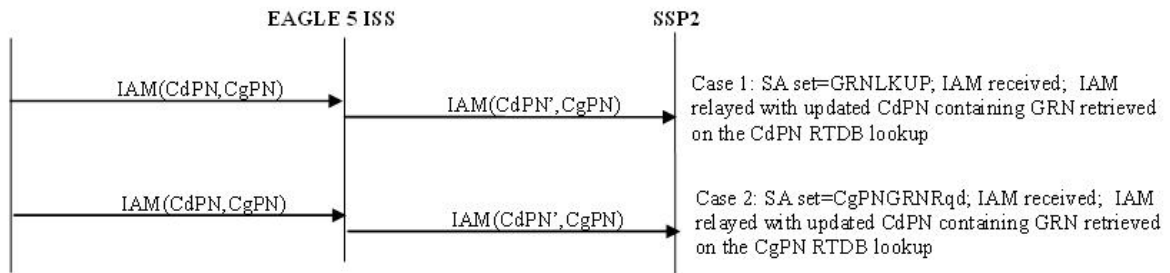 EAGLE 5 ISS
SSP2
IAM(CdPN,CgPN)
IAM(CdPN',CgPN)
Case 1: SA set=GRNLKUP; IAM received; IAM
relayed with updated CdPN containing GRN retrieved
on the CdPN RTDB lookup
IAM(CdPN,CgPN)
IAM(CdPN',CgPN)
Case 2: SA set=CgPNGRNRqd; IAM received; IAM
relayed with updated CdPN containing GRN retrieved
on the CgPN RTDB lookup